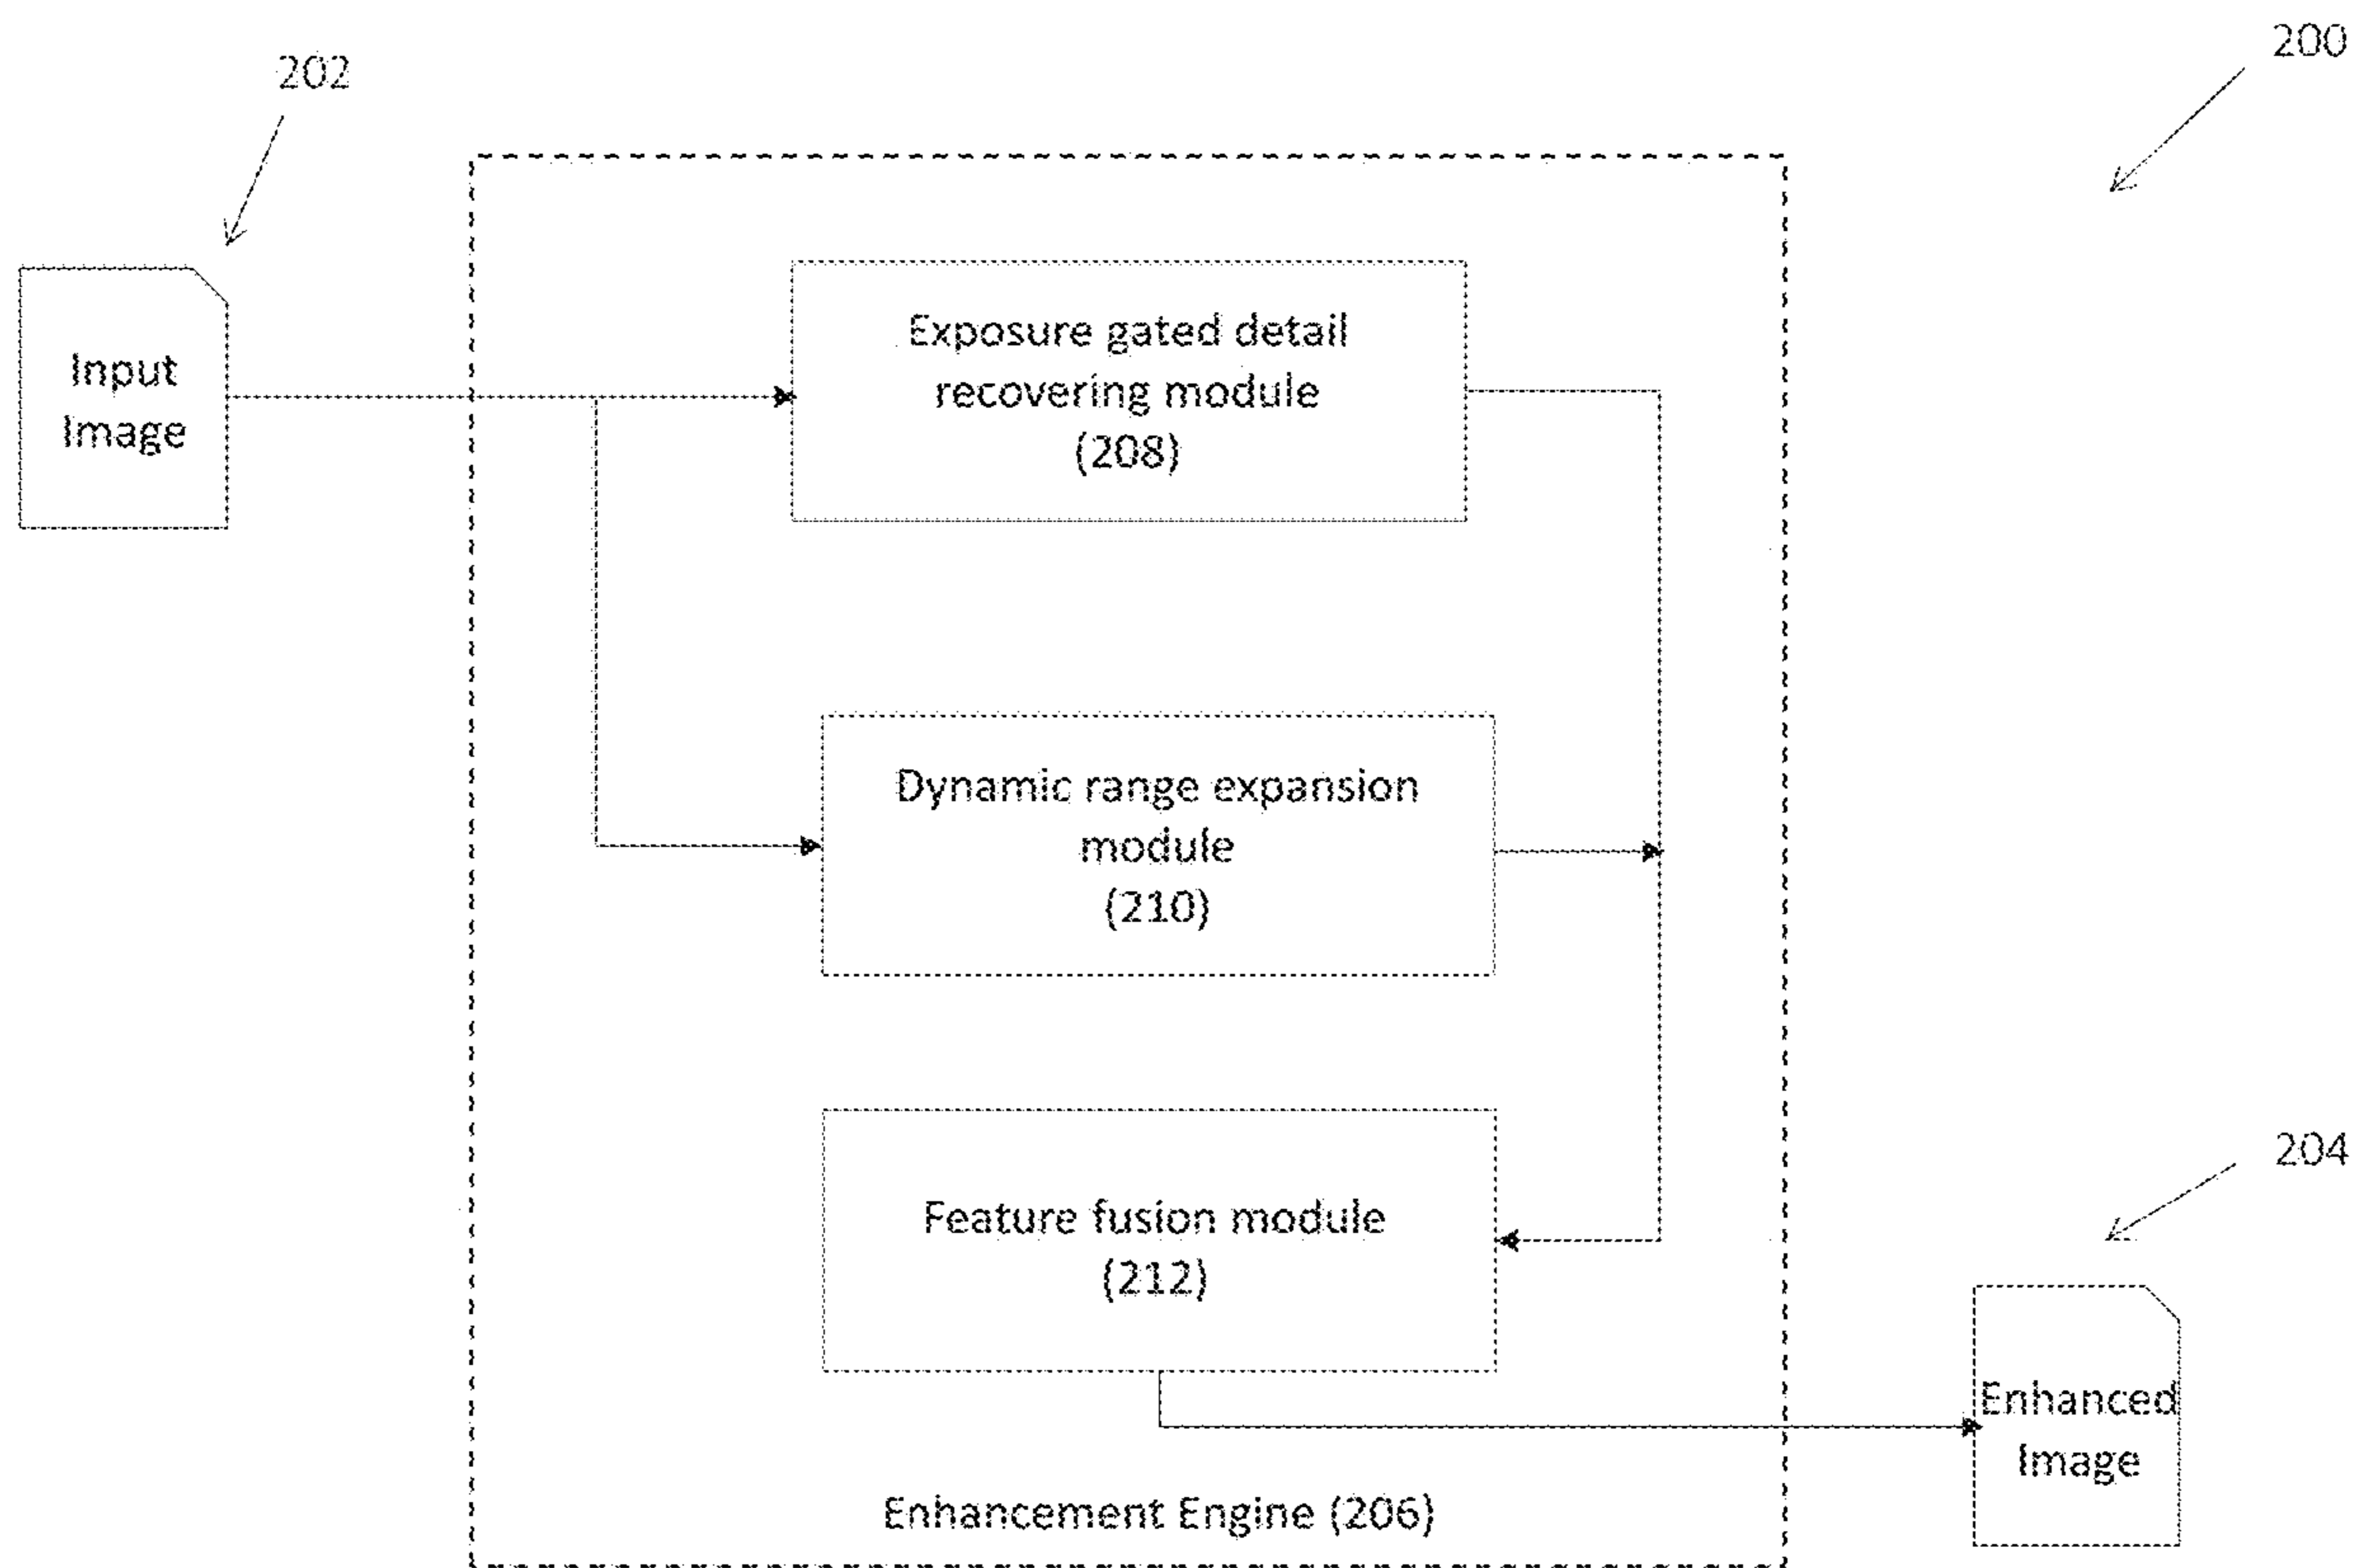 200
202
Input
Image
Exposure gated detail
recovering module
(208)
Dynamic range expansion
module
(210)
Feature fusion module
(212)
204
Enhanced
Image
Enhancement Engine (206)